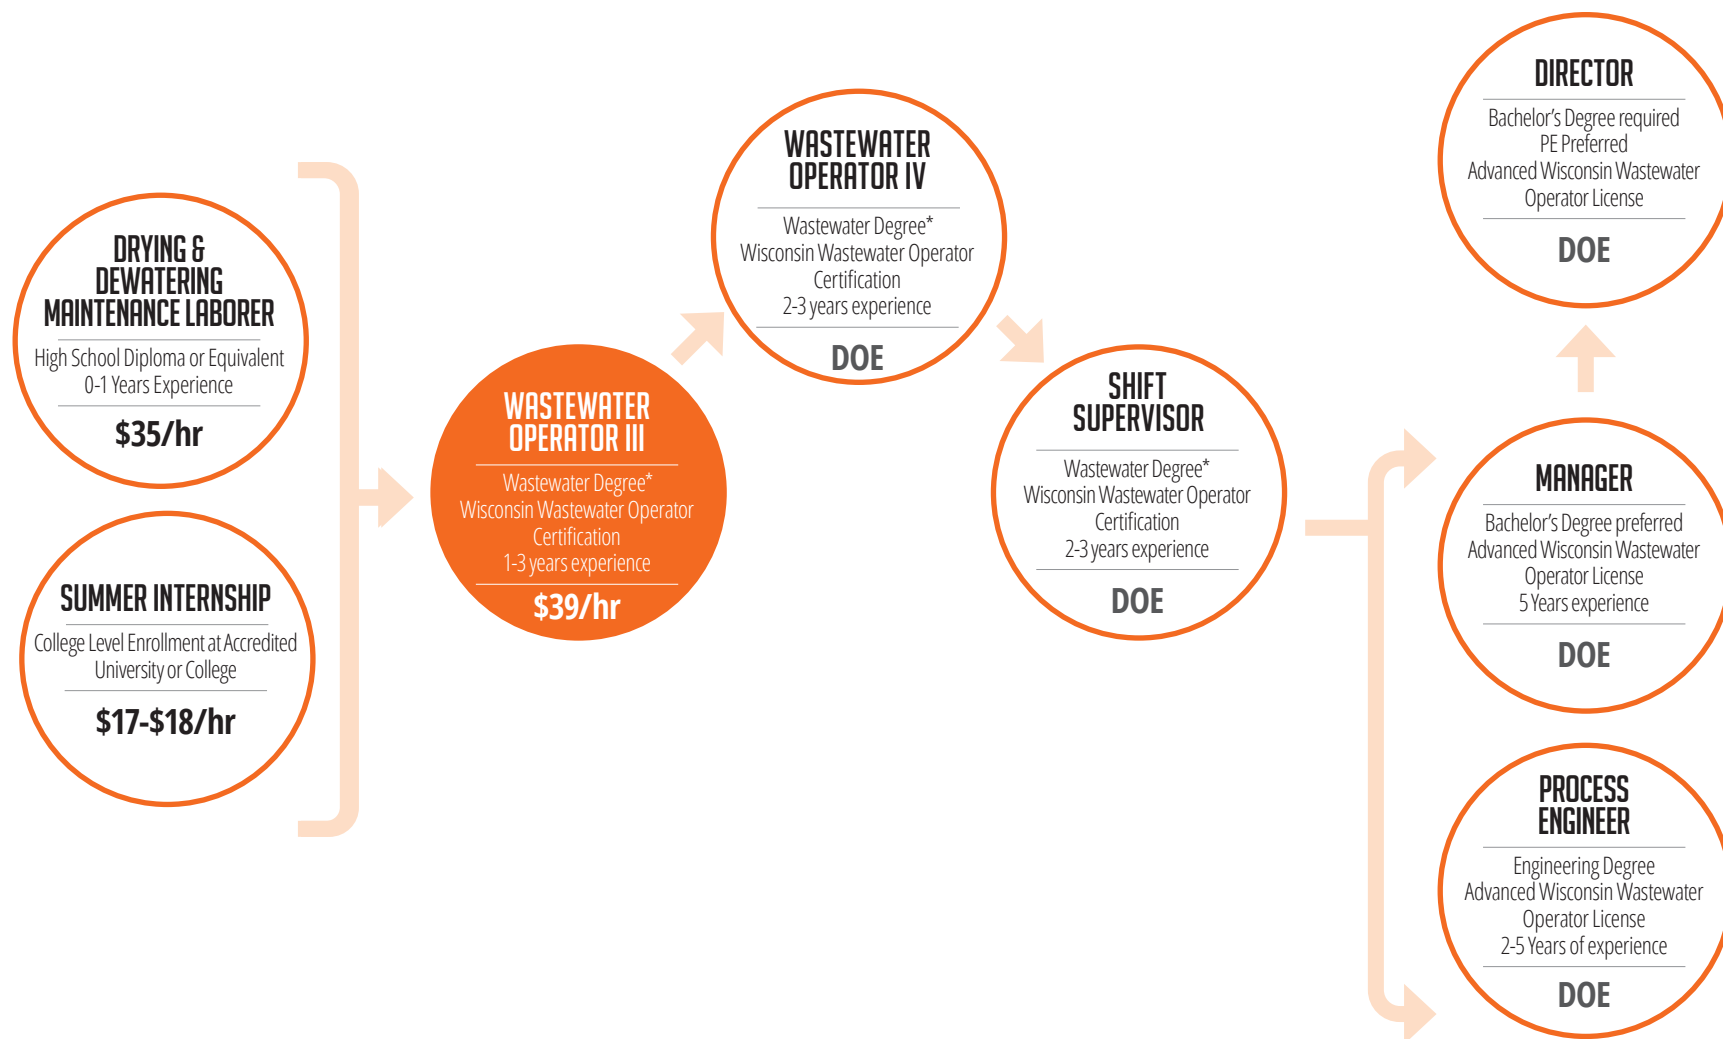 DRYING &
DEWATERING
MAINTENANCE LABORER
High School Diploma or Equivalent
0-1 Years Experience
$35/hr
SUMMER INTERNSHIP
College Level Enrollment at Accredited
University or College
$17-$18/hr
WASTEWATER
OPERATOR III
Wastewater Degree*
Wisconsin Wastewater Operator
Certification
1-3 years experience
$39/hr
WASTEWATER
OPERATOR IV
Wastewater Degree*
Wisconsin Wastewater Operator
Certification
2-3 years experience
DOE
SHIFT
SUPERVISOR
Wastewater Degree*
Wisconsin Wastewater Operator
Certification
2-3 years experience
DOE
DIRECTOR
Bachelor’s Degree required
PE Preferred
Advanced Wisconsin Wastewater
Operator License
DOE
MANAGER
Bachelor’s Degree preferred
Advanced Wisconsin Wastewater
Operator License
5 Years experience
DOE
PROCESS
ENGINEER
Engineering Degree
Advanced Wisconsin Wastewater
Operator License
2-5 Years of experience
DOE